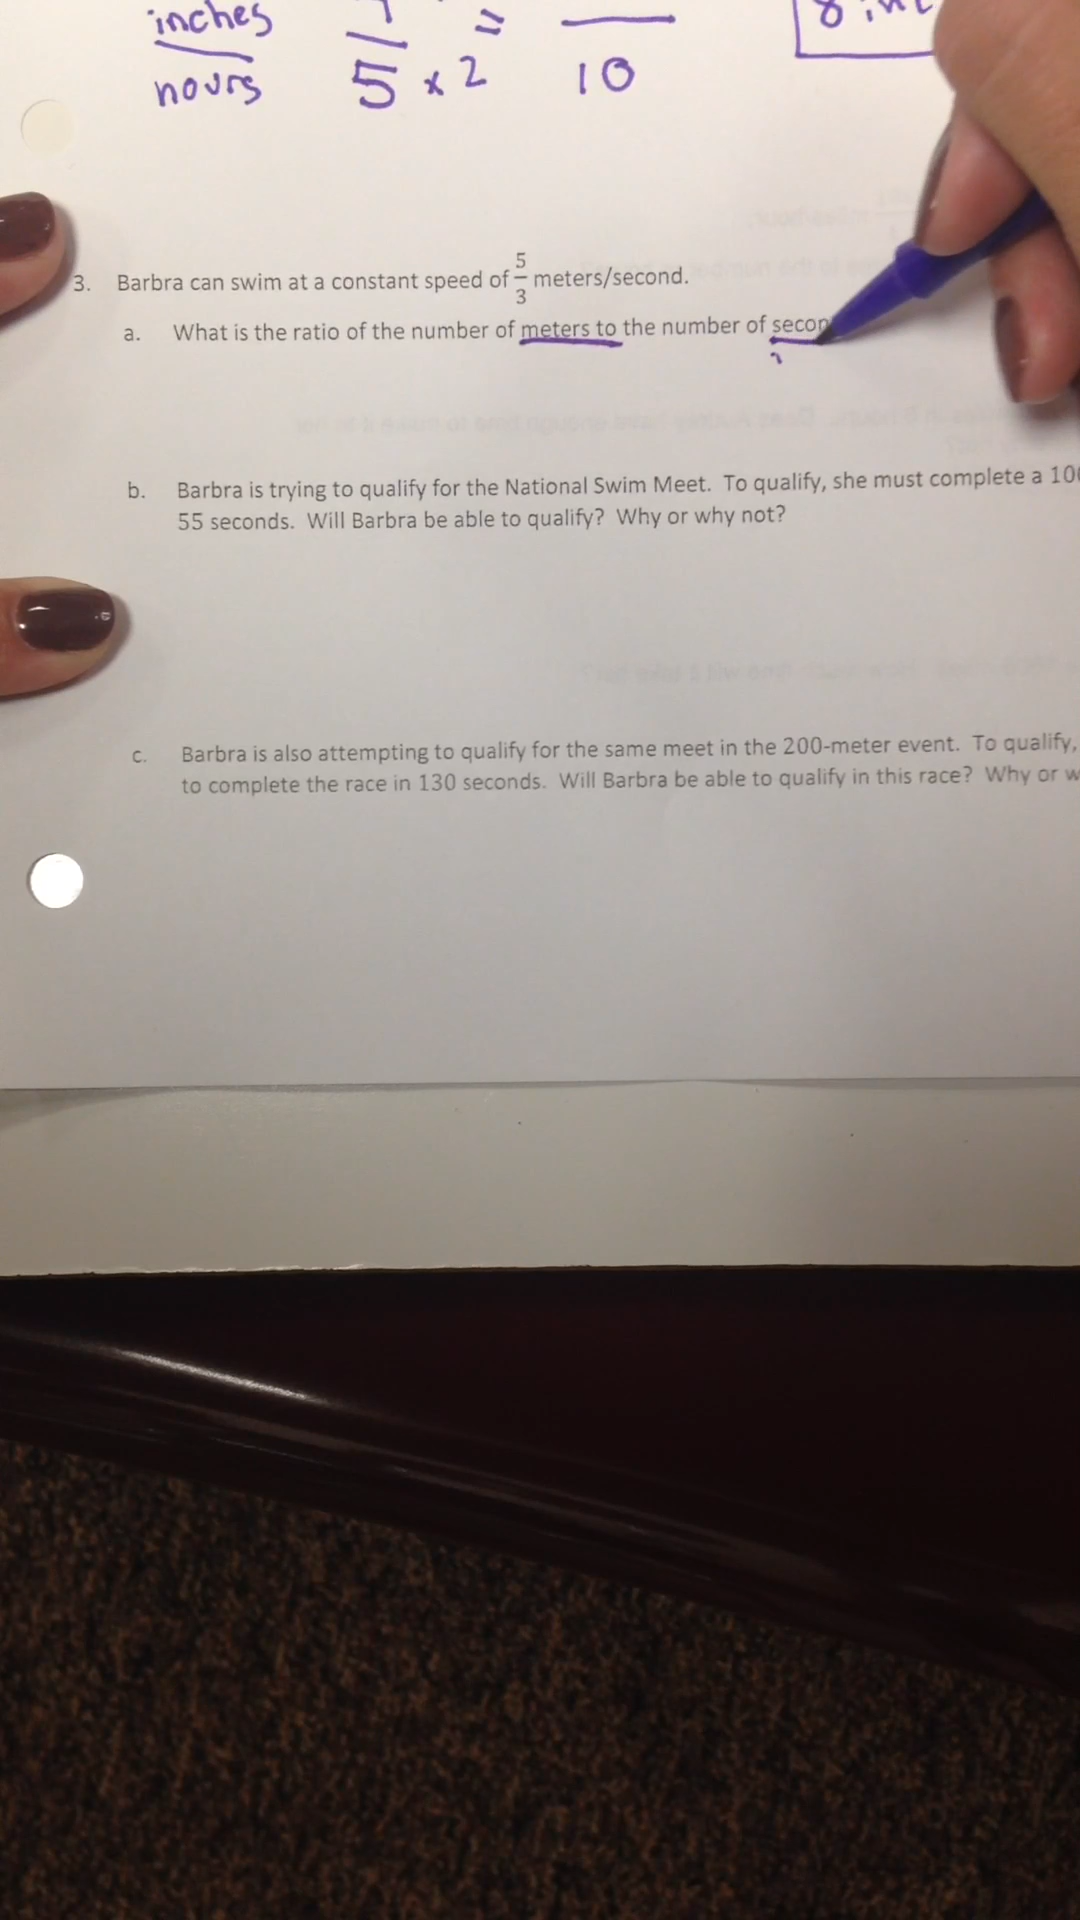 inches
hours 5 x 2 = 10
8 in
3. Barbra can swim at a constant speed of 5/3 meters/second.
a. What is the ratio of the number of meters to the number of secon
b. Barbra is trying to qualify for the National Swim Meet. To qualify, she must complete a 10
55 seconds. Will Barbra be able to qualify? Why or why not?
c. Barbra is also attempting to qualify for the same meet in the 200-meter event. To qualify,
to complete the race in 130 seconds. Will Barbra be able to qualify in this race? Why or w